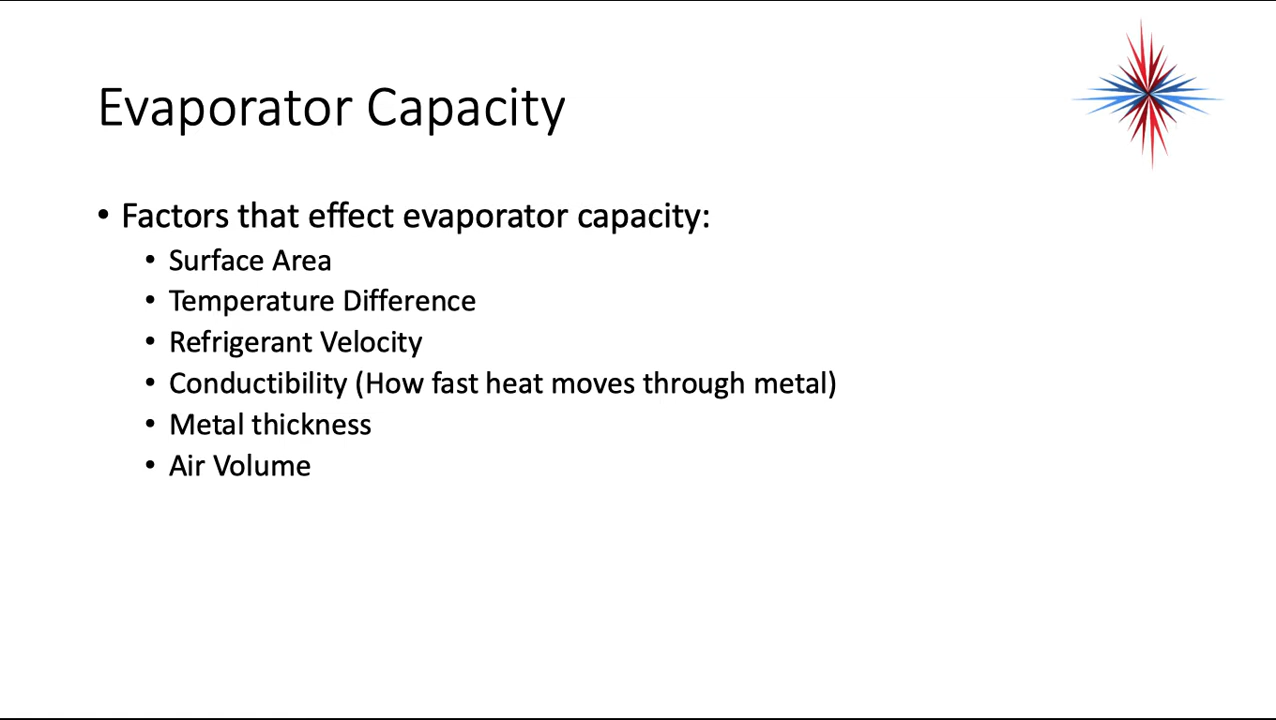 Evaporator Capacity
• Factors that effect evaporator capacity:
• Surface Area
• Temperature Difference
• Refrigerant Velocity
• Conductibility (How fast heat moves through metal)
• Metal thickness
• Air Volume